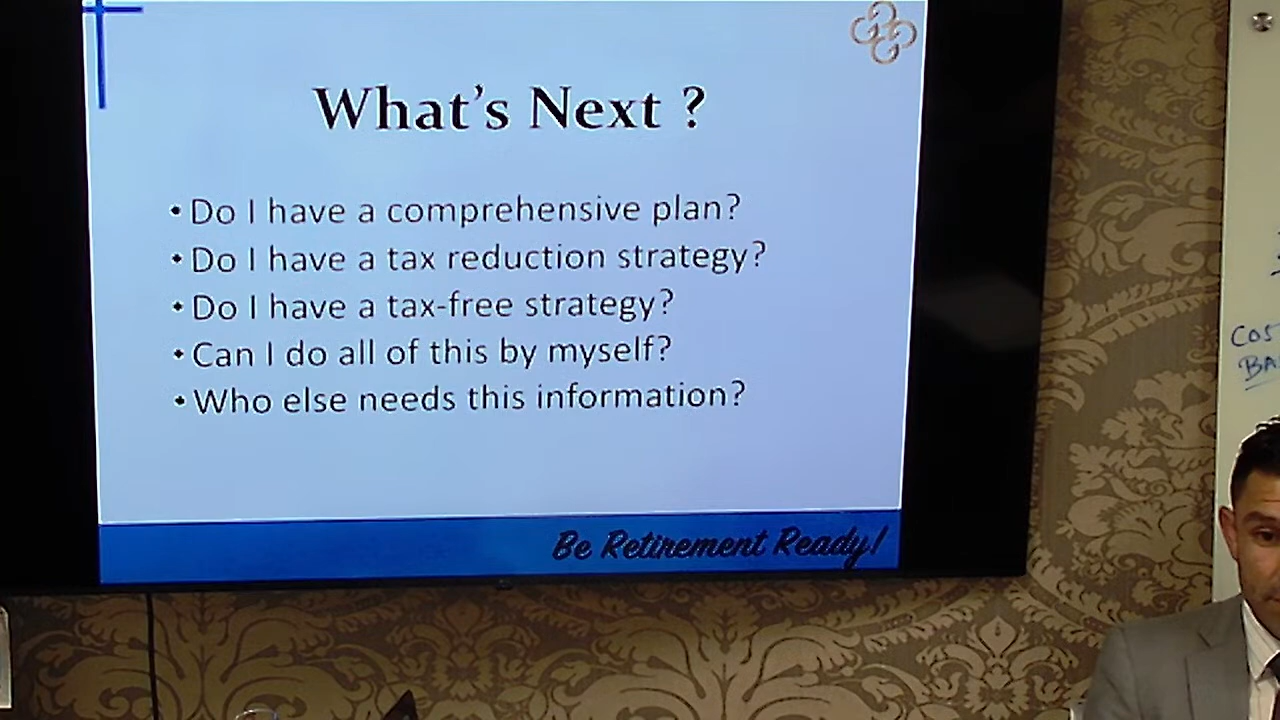 What's Next ?
• Do I have a comprehensive plan?
• Do I have a tax reduction strategy?
• Do I have a tax-free strategy?
• Can I do all of this by myself?
• Who else needs this information?
Be Retirement Ready!